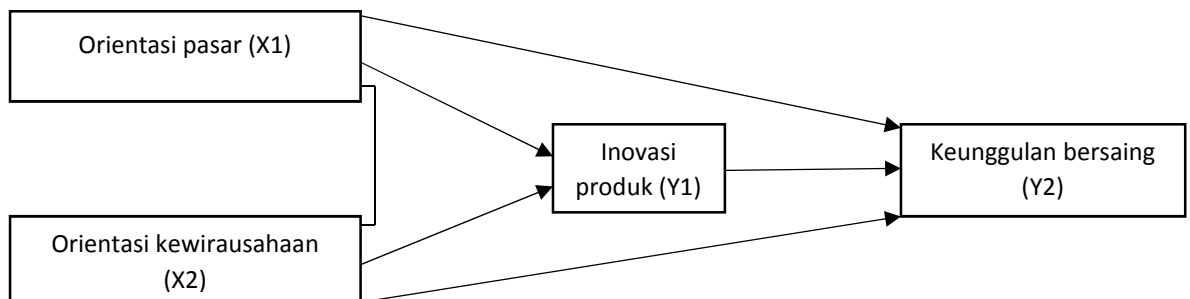 Orientasi pasar (X1)
Inovasi
produk (Y1)
Keunggulan bersaing
(Y2)
Orientasi kewirausahaan
(X2)